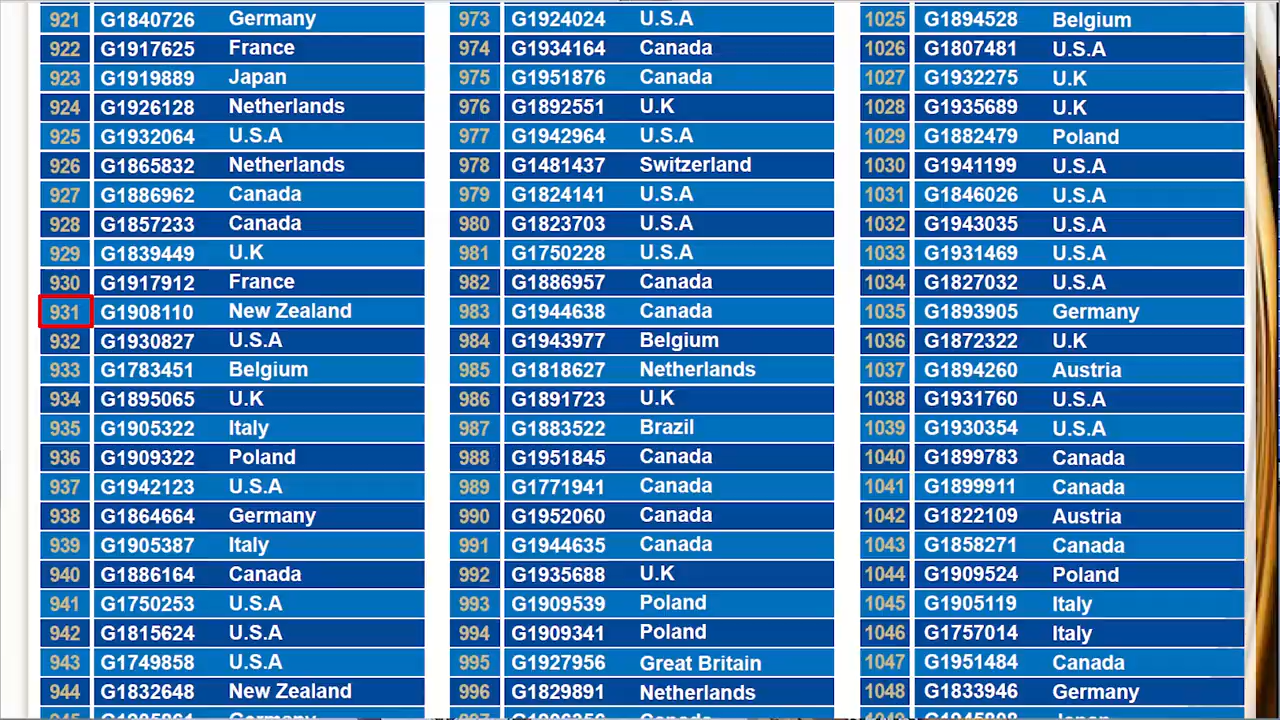 921 G1840726 Germany
922 G1917625 France
923 G1919889 Japan
924 G1926128 Netherlands
925 G1932064 U.S.A
926 G1865832 Netherlands
927 G1886962 Canada
928 G1857233 Canada
929 G1839449 U.K
930 G1917912 France
931 G1908110 New Zealand
932 G1930827 U.S.A
933 G1783451 Belgium
934 G1895065 U.K
935 G1905322 Italy
936 G1909322 Poland
937 G1942123 U.S.A
938 G1864664 Germany
939 G1905387 Italy
940 G1886164 Canada
941 G1750253 U.S.A
942 G1815624 U.S.A
943 G1749858 U.S.A
944 G1832648 New Zealand
973 G1924024 U.S.A
974 G1934164 Canada
975 G1951876 Canada
976 G1892551 U.K
977 G1942964 U.S.A
978 G1481437 Switzerland
979 G1824141 U.S.A
980 G1823703 U.S.A
981 G1750228 U.S.A
982 G1886957 Canada
983 G1944638 Canada
984 G1943977 Belgium
985 G1818627 Netherlands
986 G1891723 U.K
987 G1883522 Brazil
988 G1951845 Canada
989 G1771941 Canada
990 G1952060 Canada
991 G1944635 Canada
992 G1935688 U.K
993 G1909539 Poland
994 G1909341 Poland
995 G1927956 Great Britain
996 G1829891 Netherlands
1025 G1894528 Belgium
1026 G1807481 U.S.A
1027 G1932275 U.K
1028 G1935689 U.K
1029 G1882479 Poland
1030 G1941199 U.S.A
1031 G1846026 U.S.A
1032 G1943035 U.S.A
1033 G1931469 U.S.A
1034 G1827032 U.S.A
1035 G1893905 Germany
1036 G1872322 U.K
1037 G1894260 Austria
1038 G1931760 U.S.A
1039 G1930354 U.S.A
1040 G1899783 Canada
1041 G1899911 Canada
1042 G1822109 Austria
1043 G1858271 Canada
1044 G1909524 Poland
1045 G1905119 Italy
1046 G1757014 Italy
1047 G1951484 Canada
1048 G1833946 Germany